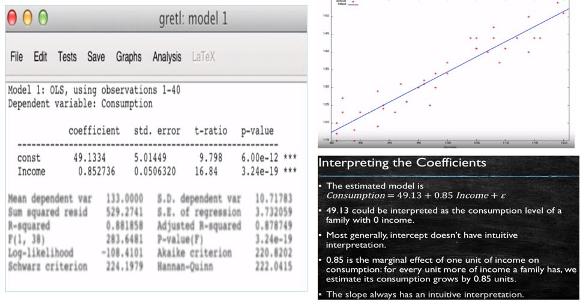 gretl: model 1
File Edit Tests Save Graphs Analysis LaTeX
Model 1: OLS, using observations 1-40
Dependent variable: Consumption
coefficient std. error t-ratio p-value
const 49.1334 5.01449 9.798 6.00e-12 ***
Income 0.852736 0.0506320 16.84 3.24e-19 ***
Mean dependent var 133.0000 S.D. dependent var 10.71783
Sum squared resid 529.2741 S.E. of regression 3.732059
R-squared 0.881858 Adjusted R-squared 0.878749
F(1, 38) 283.6481 P-value(F) 3.24e-19
Log-likelihood -108.4101 Akaike criterion 220.8202
Schwarz criterion 224.1979 Hannan-Quinn 222.0415
Interpreting the Coefficients
• The estimated model is
Consumption = 49.13 + 0.85 Income + ε
• 49.13 could be interpreted as the consumption level of a
family with 0 income.
• Most generally, intercept doesn't have intuitive
interpretation.
• 0.85 is the marginal effect of one unit of income on
consumption: for every unit more of income a family has, we
estimate its consumption grows by 0.85 units.
• The slope always has an intuitive interpretation.